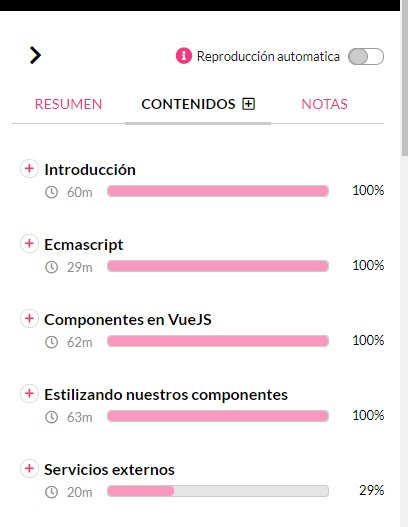 Reproducción automatica
RESUMEN CONTENIDOS NOTAS
Introducción
60m 100%
Ecmascript
29m 100%
Componentes en VueJS
62m 100%
Estilizando nuestros componentes
63m 100%
Servicios externos
20m 29%